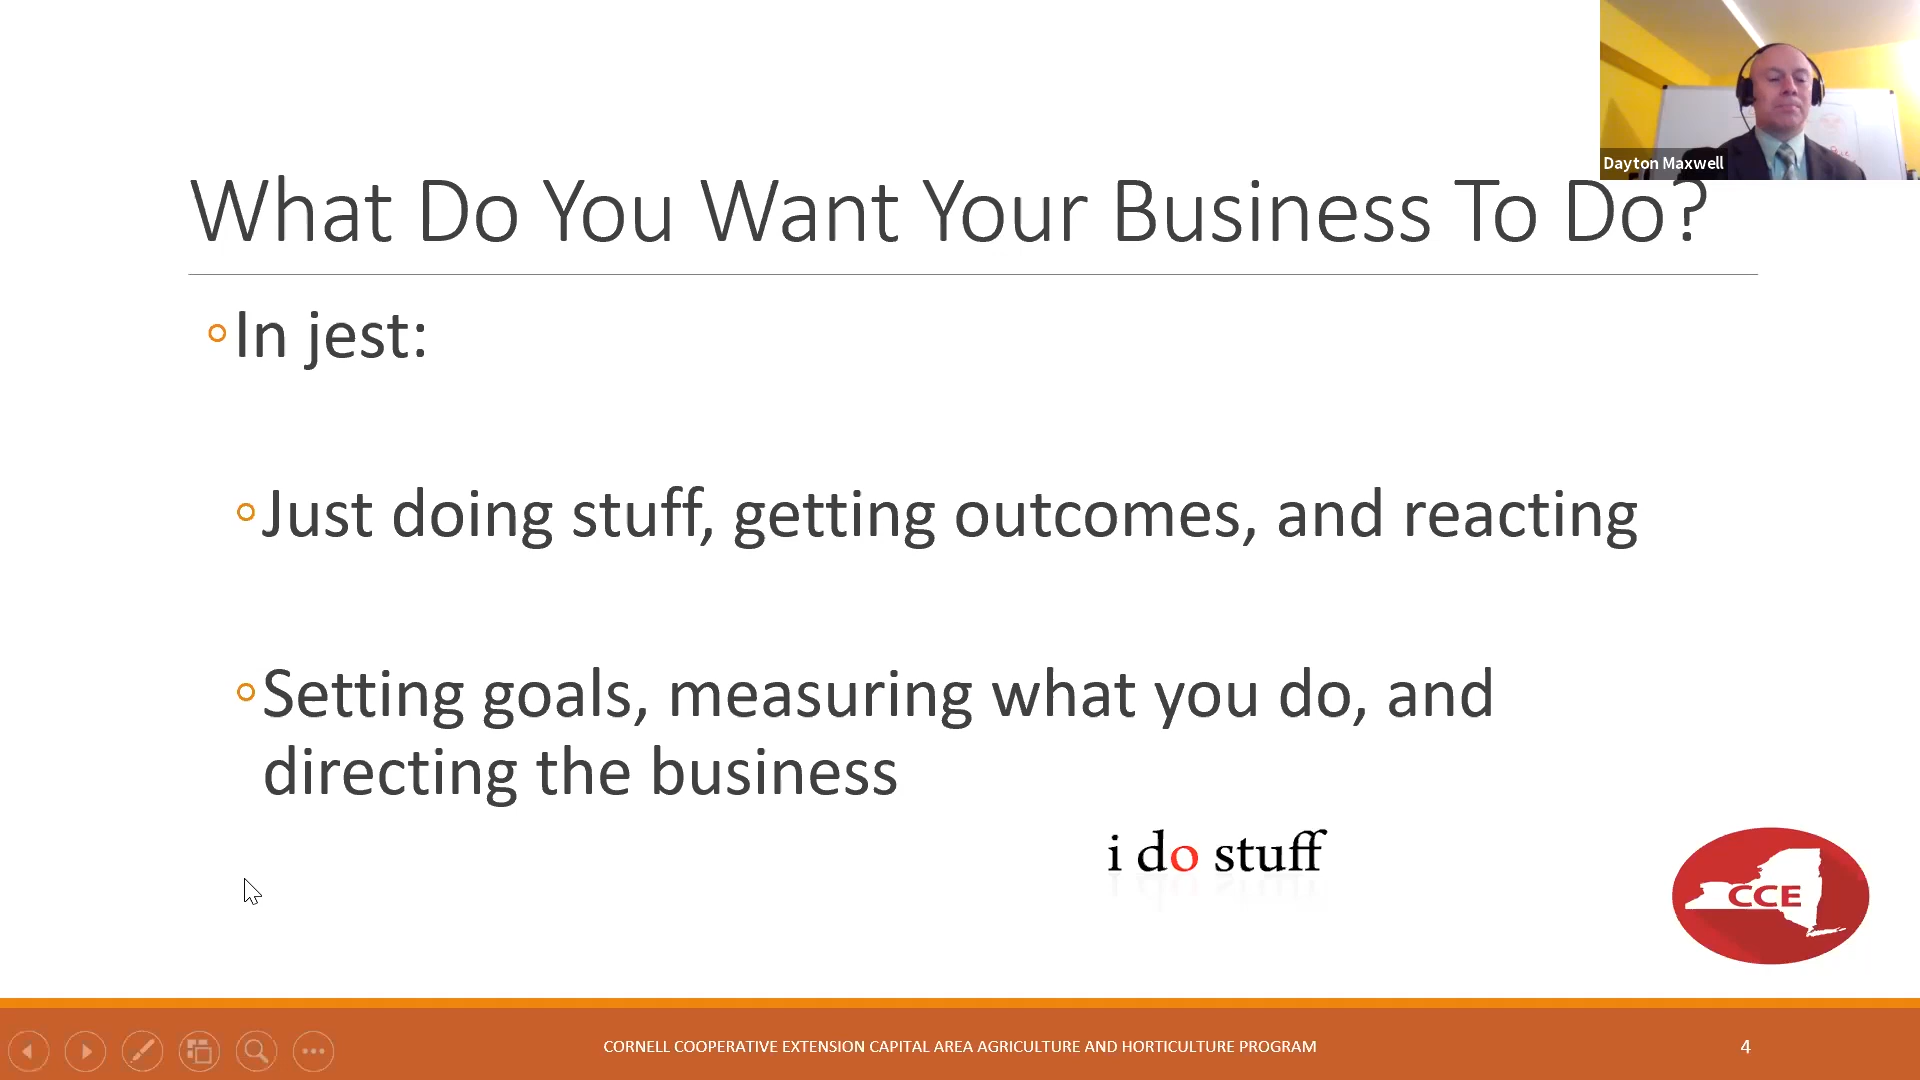 Dayton Maxwell
What Do You Want Your Business To Do?
In jest:
Just doing stuff, getting outcomes, and reacting
Setting goals, measuring what you do, and
directing the business
i do stuff
CCE
CORNELL COOPERATIVE EXTENSION CAPITAL AREA AGRICULTURE AND HORTICULTURE PROGRAM
4